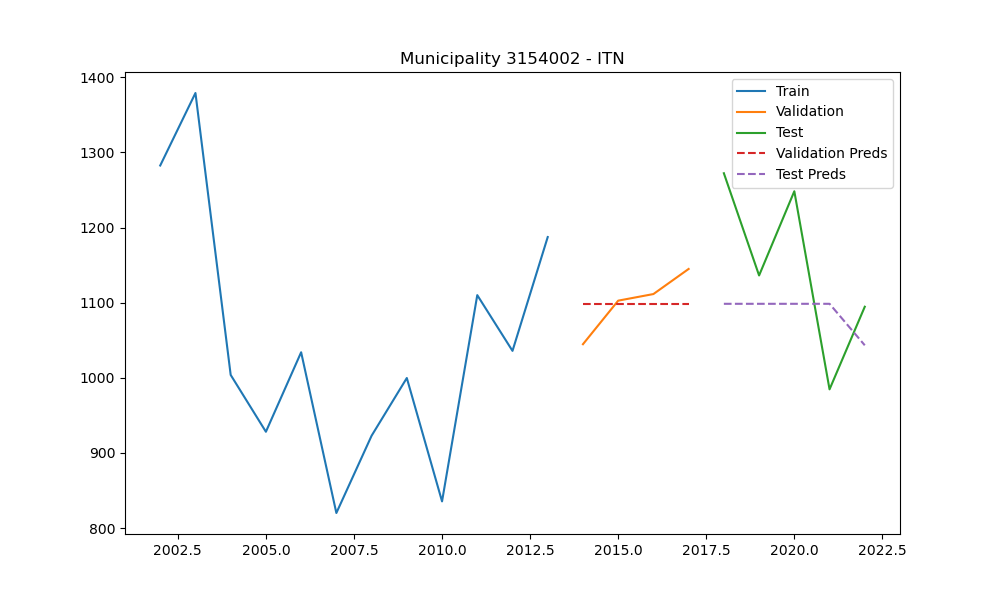 Municipality 3154002 - ITN
1400
1300
1200
1100
1000
900
800
Train
Validation
Test
Validation Preds
Test Preds
2002.5 2005.0 2007.5 2010.0 2012.5 2015.0 2017.5 2020.0 2022.5